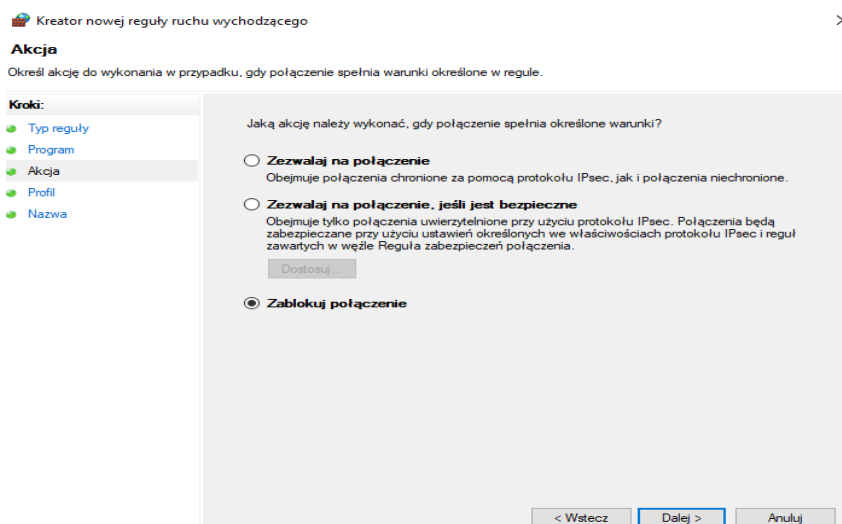 Kreator nowej reguły ruchu wychodzącego
Akcja
Określ akcję do wykonania w przypadku, gdy połączenie spełnia warunki określone w regule.
Kroki:
Typ reguły
Program
Akcja
Profil
Nazwa
Jaką akcję należy wykonać, gdy połączenie spełnia określone warunki?
Zezwalaj na połączenie
Obejmuje połączenia chronione za pomocą protokołu IPsec, jak i połączenia niechronione.
Zezwalaj na połączenie, jeśli jest bezpieczne
Obejmuje tylko połączenia uwierzytelnione przy użyciu protokołu IPsec. Połączenia będą
zabezpieczane przy użyciu ustawień określonych we właściwościach protokołu IPsec i reguł
zawartych w węźle Reguła zabezpieczeń połączenia.
Dostosuj...
Zablokuj połączenie
< Wstecz
Dalej >
Anuluj